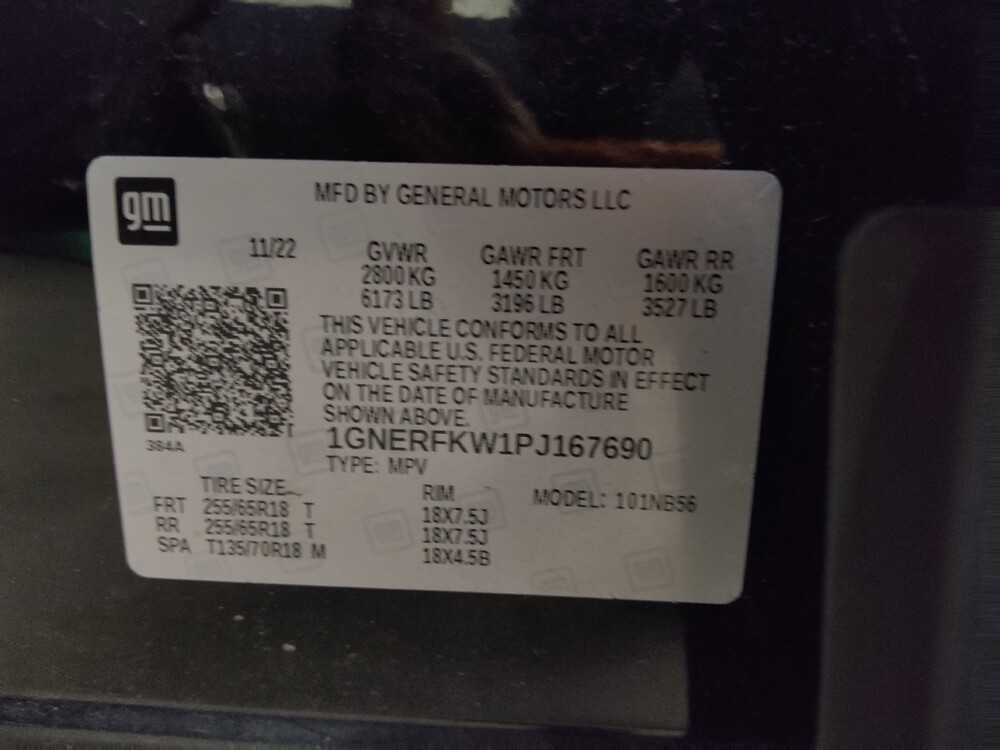 gm
MFD BY GENERAL MOTORS LLC
11/22 GVWR GAWR FRT GAWR RR
2800 KG 1450 KG 1600 KG
6173 LB 3196 LB 3527 LB
THIS VEHICLE CONFORMS TO ALL
APPLICABLE U.S. FEDERAL MOTOR
VEHICLE SAFETY STANDARDS IN EFFECT
ON THE DATE OF MANUFACTURE
SHOWN ABOVE.
384A
1GNERFKW1PJ167690
TYPE: MPV
TIRE SIZE RIM MODEL: 101NB56
FRT 255/65R18 T 18X7.5J
RR 255/65R18 T 18X7.5J
SPA T135/70R18 M 18X4.5B